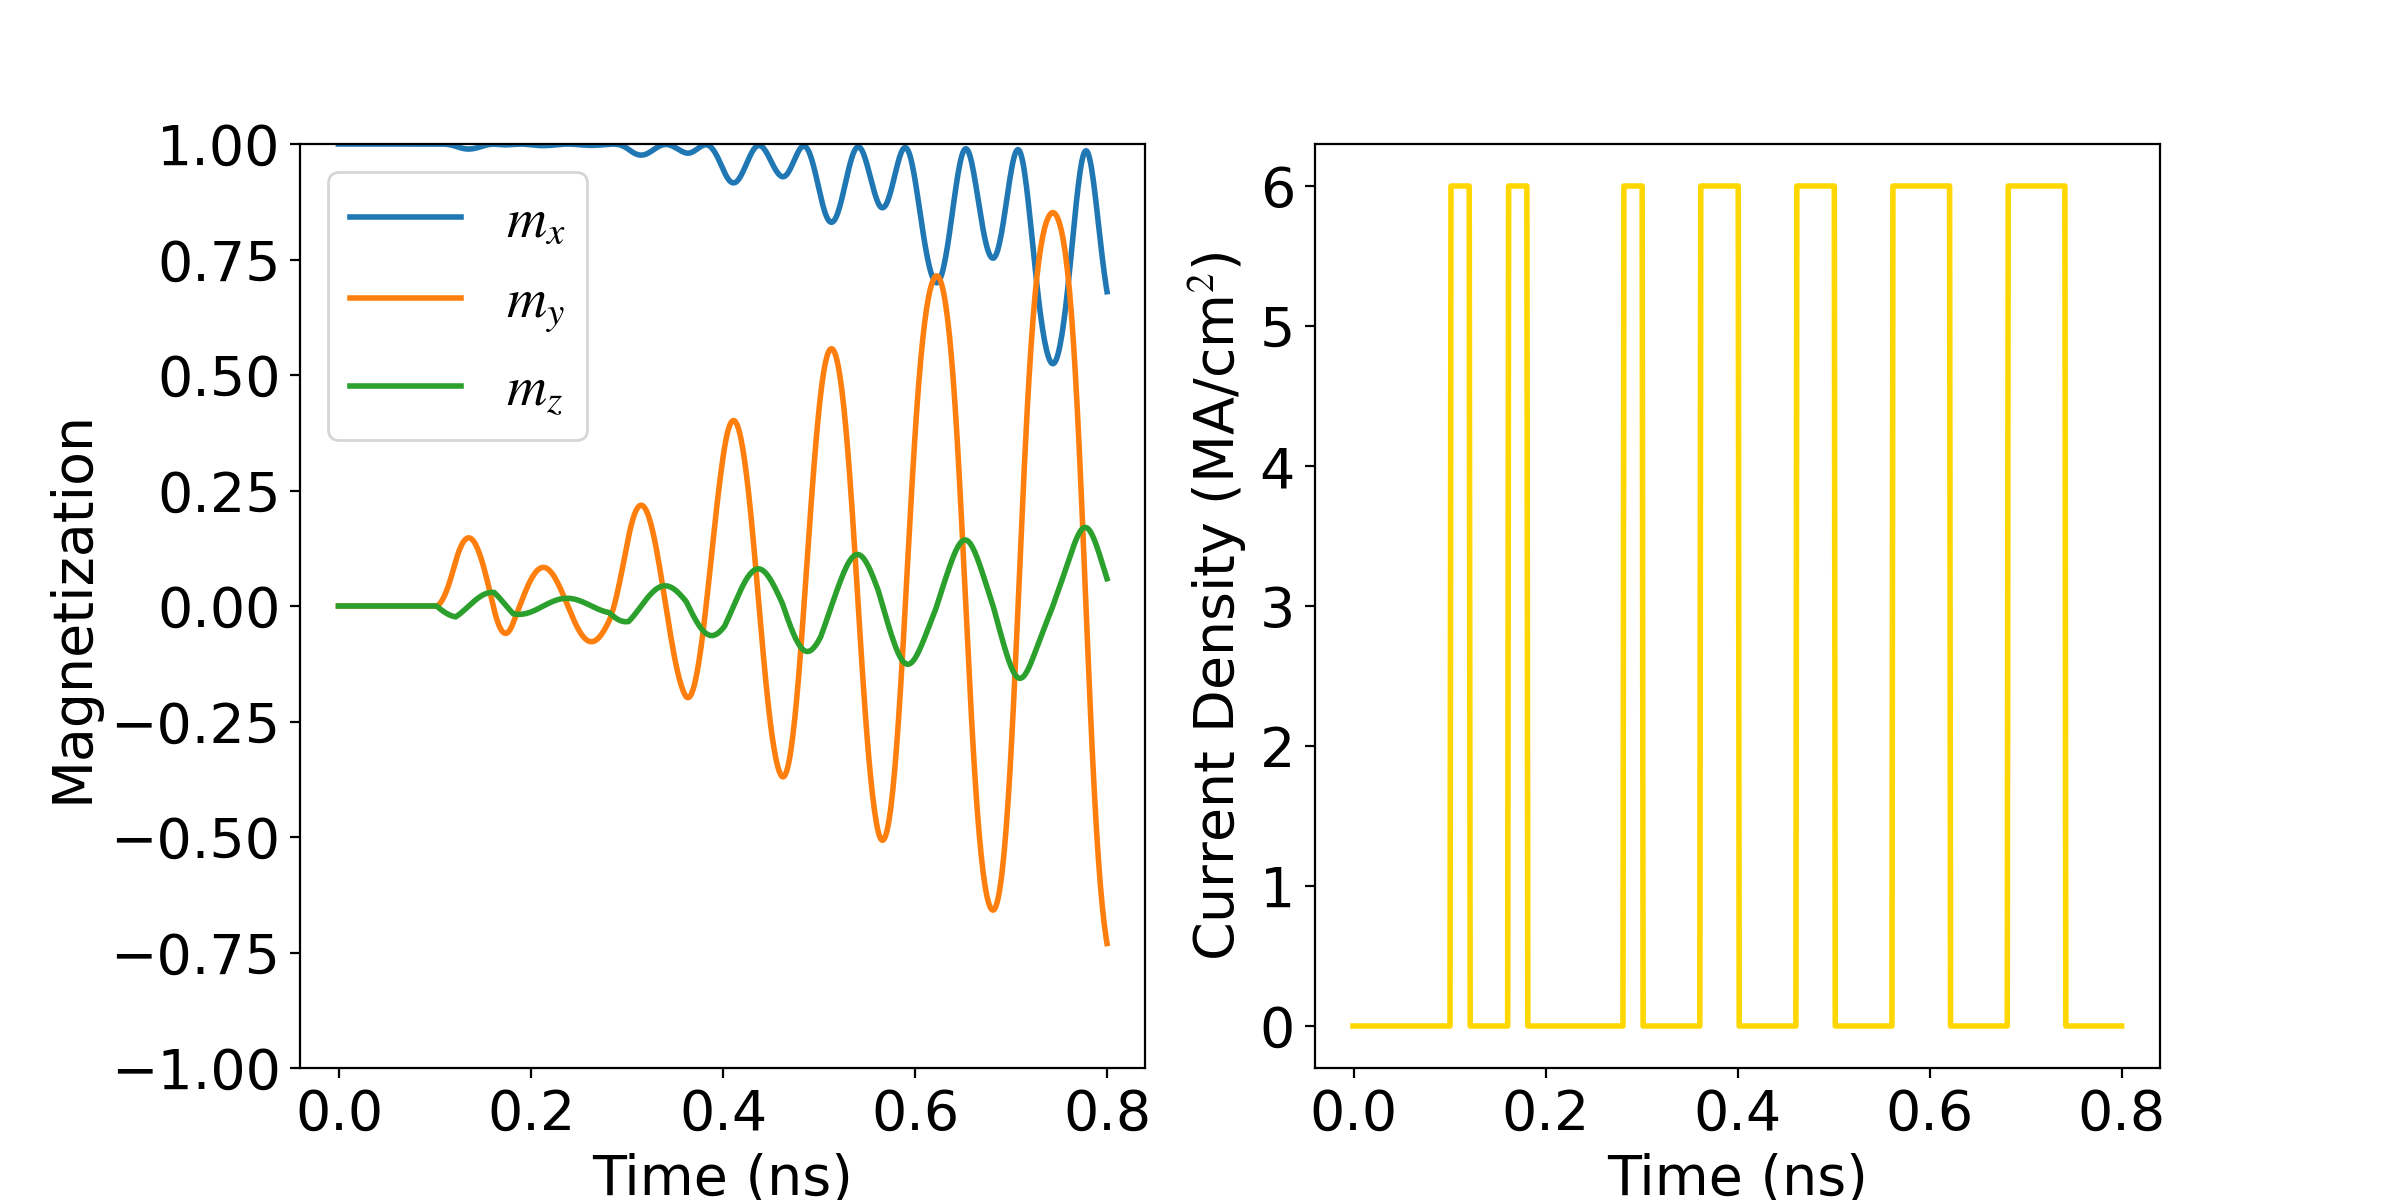 1.00
0.75
0.50
0.25
0.00
−0.25
−0.50
−0.75
−1.00
Magnetization
m_x
m_y
m_z
0.0 0.2 0.4 0.6 0.8
Time (ns)
6
5
4
3
2
1
0
Current Density (MA/cm²)
0.0 0.2 0.4 0.6 0.8
Time (ns)